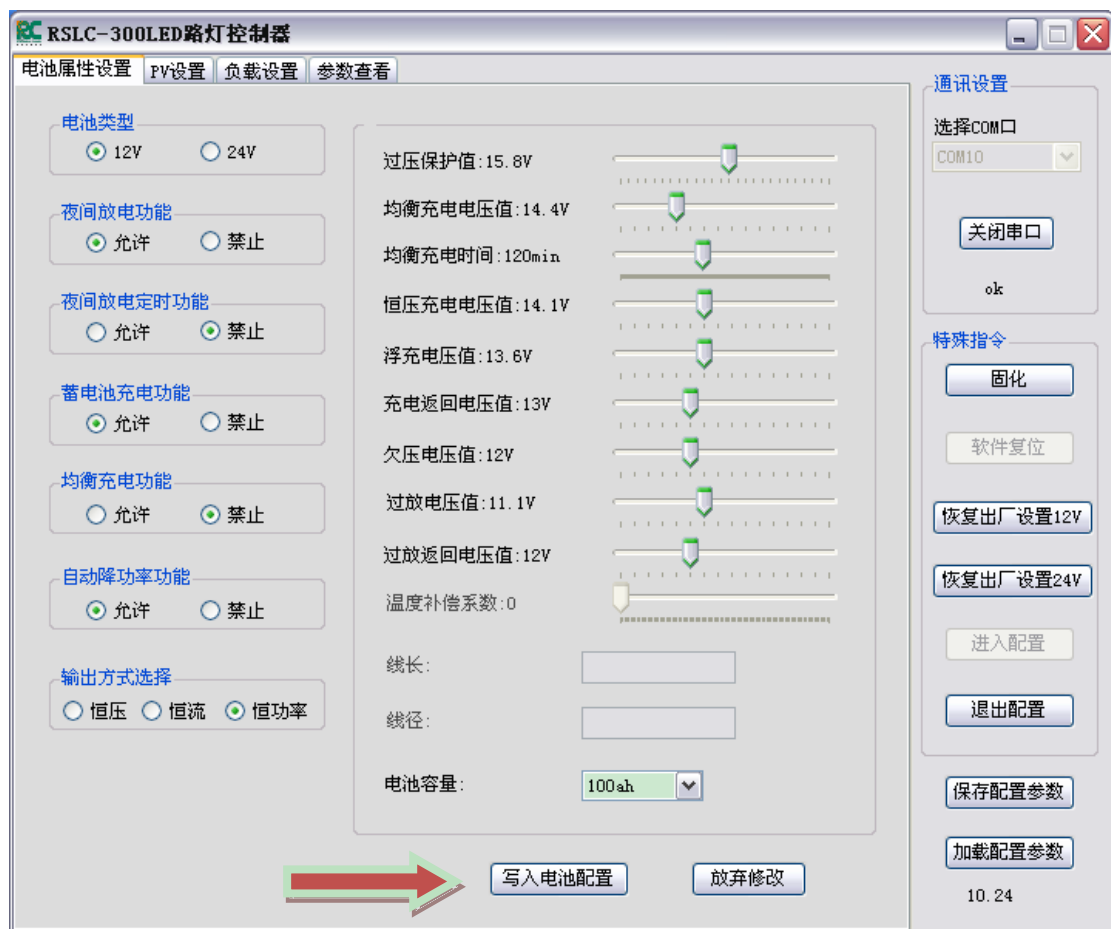 RSLC-300LED路灯控制器
电池属性设置 PV设置 负载设置 参数查看
电池类型
12V 24V
夜间放电功能
允许 禁止
夜间放电定时功能
允许 禁止
蓄电池充电功能
允许 禁止
均衡充电功能
允许 禁止
自动降功率功能
允许 禁止
输出方式选择
恒压 恒流 恒功率
过压保护值:15.8V
均衡充电电压值:14.4V
均衡充电时间:120min
恒压充电电压值:14.1V
浮充电压值:13.6V
充电返回电压值:13V
欠压电压值:12V
过放电压值:11.1V
过放返回电压值:12V
温度补偿系数:0
线长:
线径:
电池容量: 100ah
写入电池配置 放弃修改
通讯设置
选择COM口
COM10
关闭串口
ok
特殊指令
固化
软件复位
恢复出厂设置12V
恢复出厂设置24V
进入配置
退出配置
保存配置参数
加载配置参数
10.24